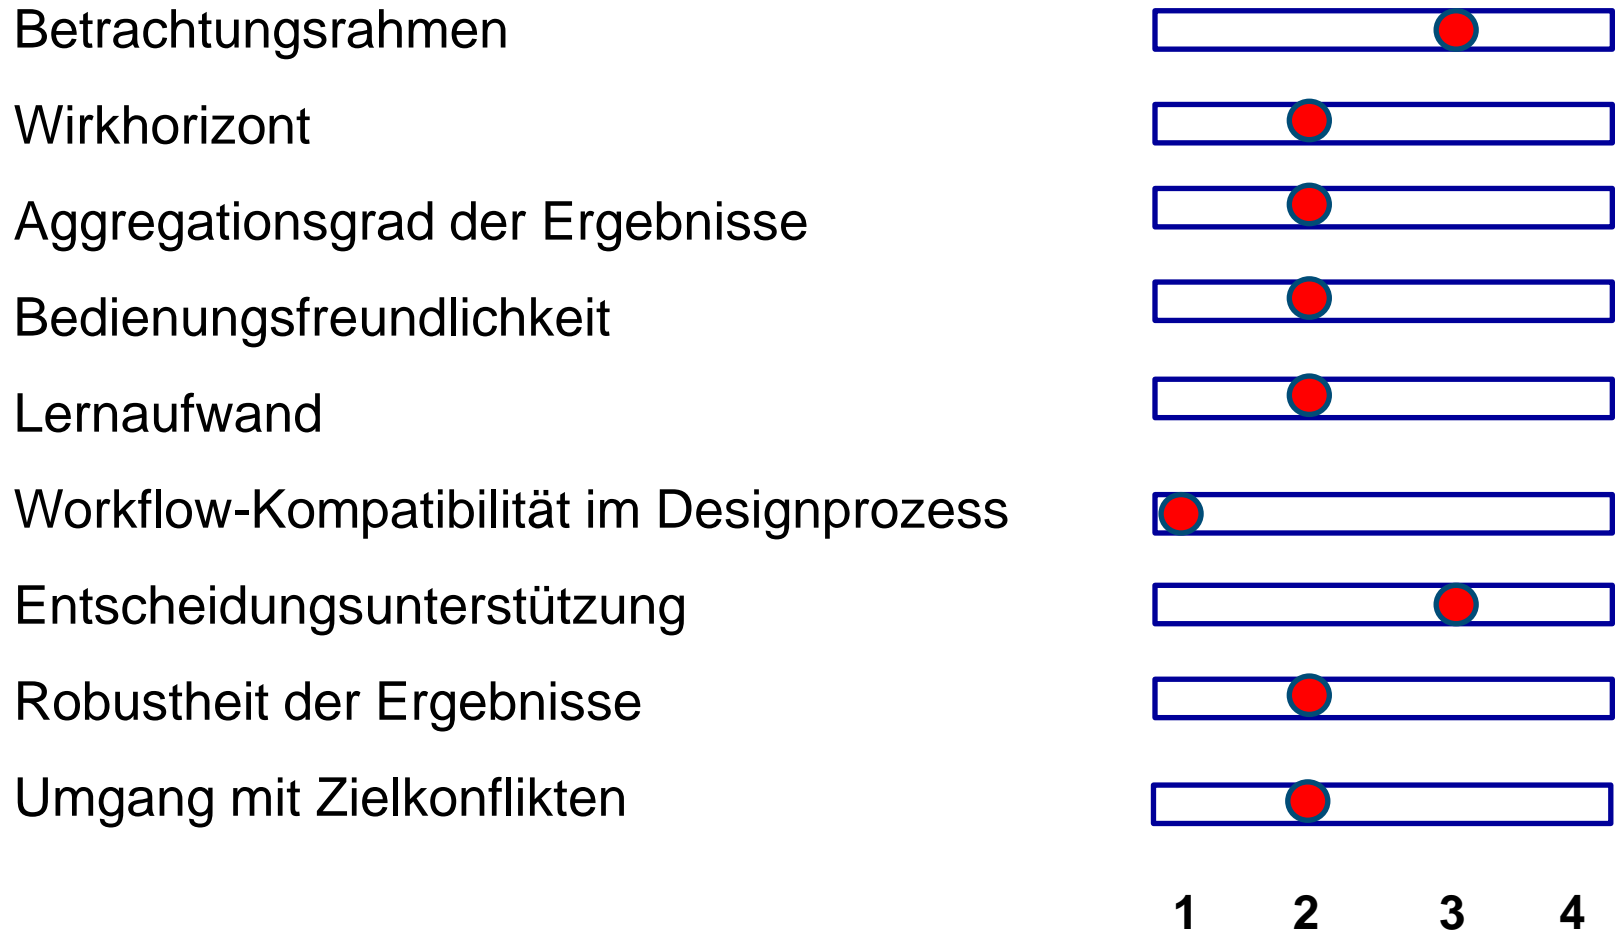 Betrachtungsrahmen
Wirkhorizont
Aggregationsgrad der Ergebnisse
Bedienungsfreundlichkeit
Lernaufwand
Workflow-Kompatibilität im Designprozess
Entscheidungsunterstützung
Robustheit der Ergebnisse
Umgang mit Zielkonflikten
1 2 3 4